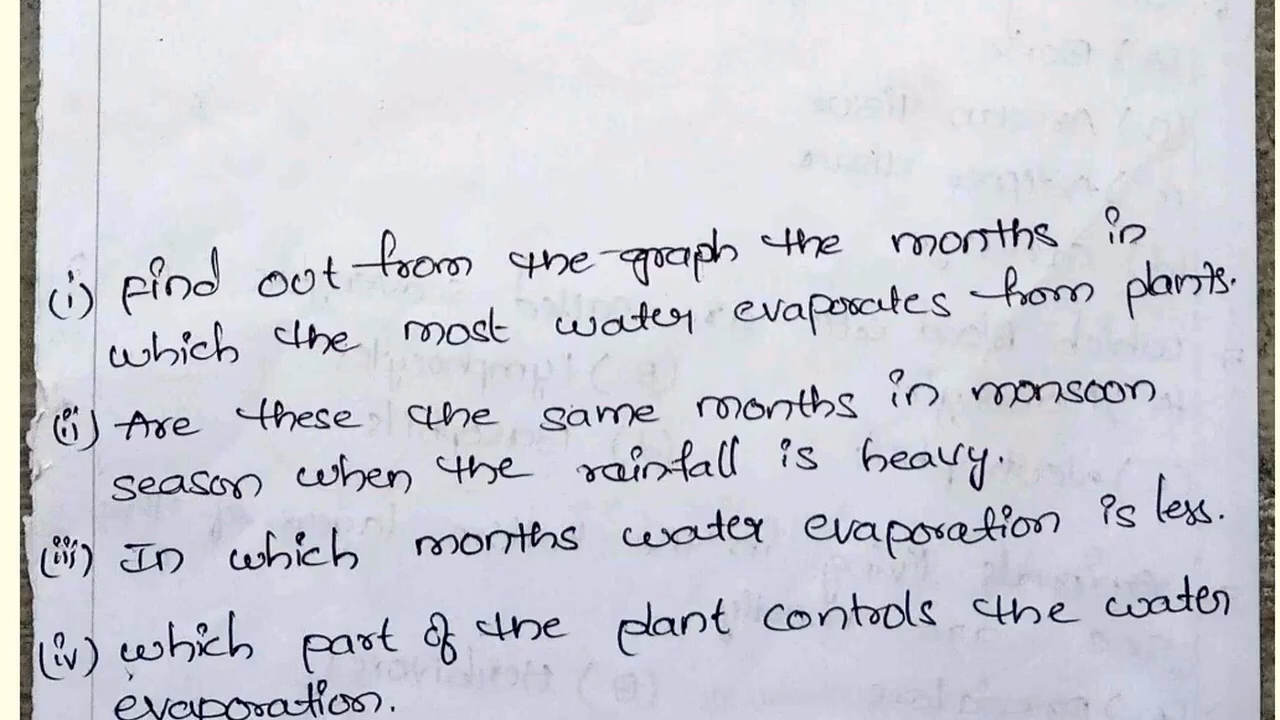 (i) Find out from the graph the months in
which the most water evaporates from plants.
(ii) Are these the same months in monsoon
season when the rainfall is heavy.
(iii) In which months water evaporation is less.
(iv) which part of the plant controls the water
evaporation.